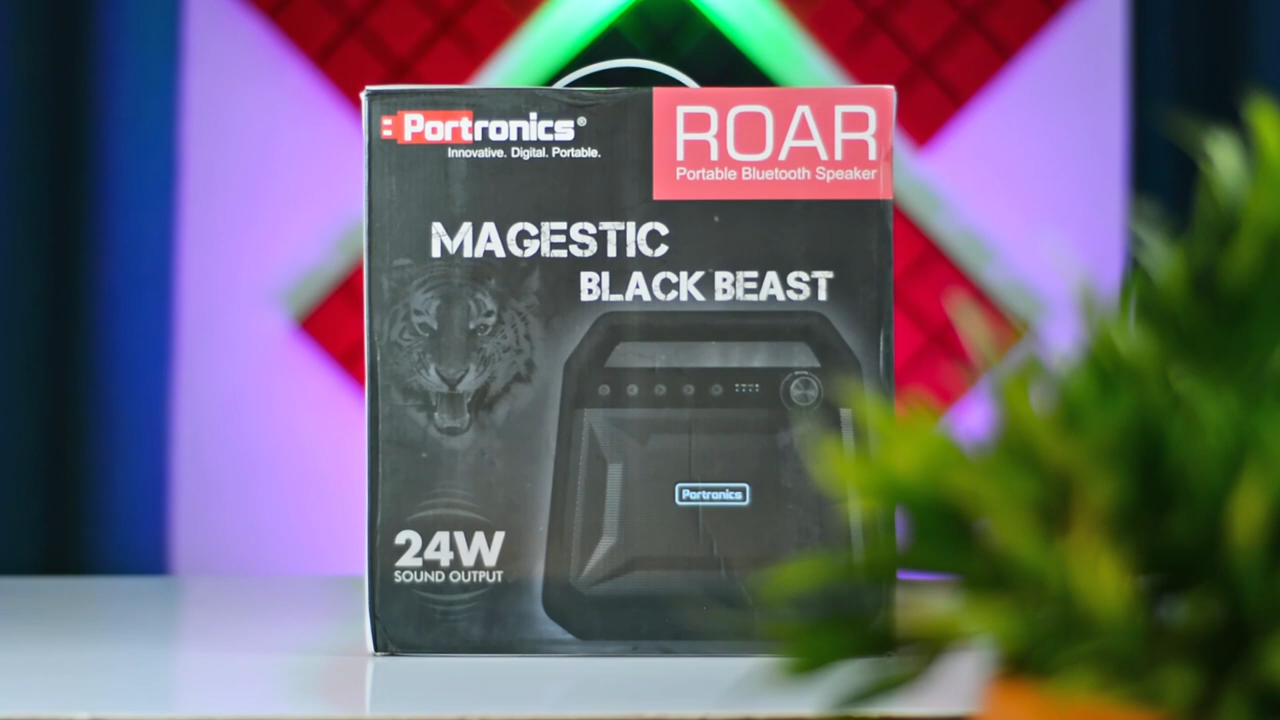 Portronics®
Innovative. Digital. Portable.
ROAR
Portable Bluetooth Speaker
MAGESTIC
BLACK BEAST
Portronics
24W
SOUND OUTPUT